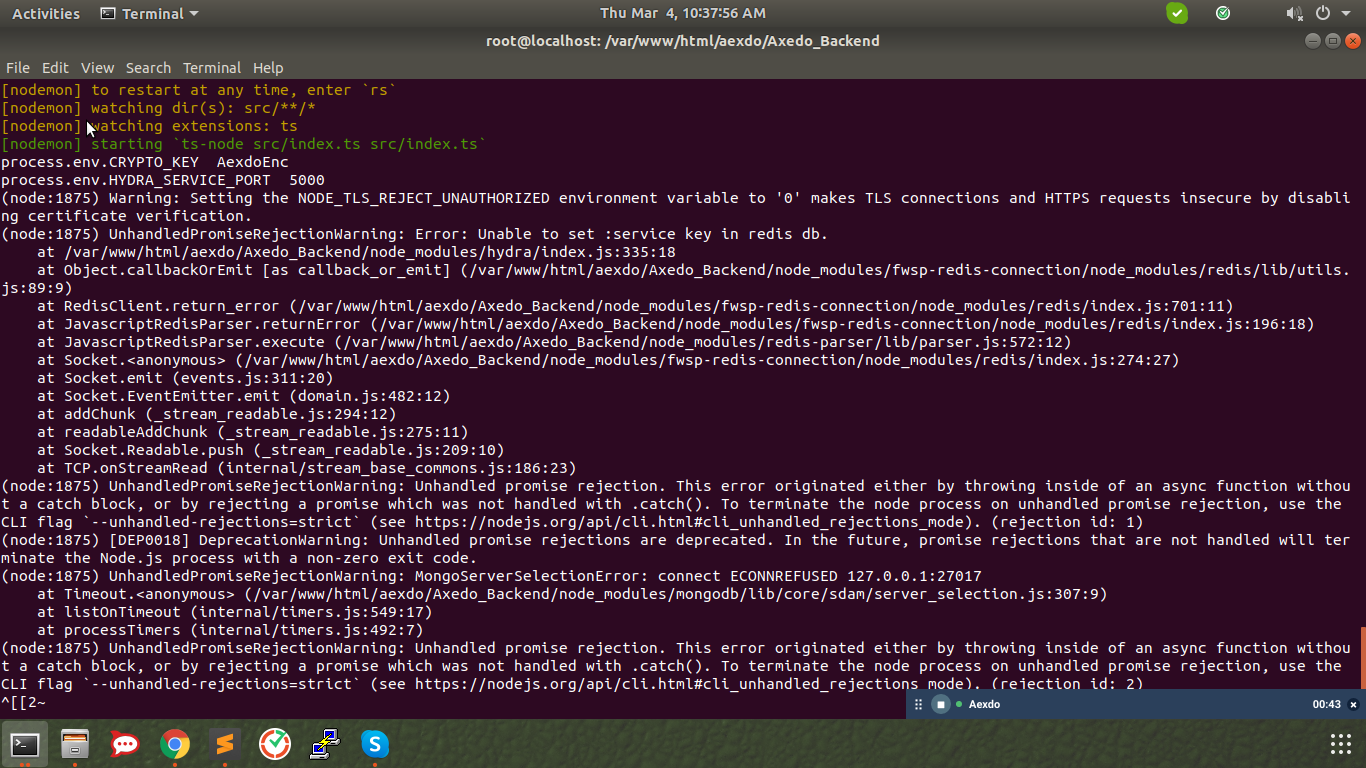 Activities Terminal Thu Mar 4, 10:37:56 AM
root@localhost: /var/www/html/aexdo/Axedo_Backend
File Edit View Search Terminal Help
[nodemon] to restart at any time, enter `rs`
[nodemon] watching dir(s): src/**/*
[nodemon] watching extensions: ts
[nodemon] starting `ts-node src/index.ts src/index.ts`
process.env.CRYPTO_KEY  AexdoEnc
process.env.HYDRA_SERVICE_PORT  5000
(node:1875) Warning: Setting the NODE_TLS_REJECT_UNAUTHORIZED environment variable to '0' makes TLS connections and HTTPS requests insecure by disabli
ng certificate verification.
(node:1875) UnhandledPromiseRejectionWarning: Error: Unable to set :service key in redis db.
    at /var/www/html/aexdo/Axedo_Backend/node_modules/hydra/index.js:335:18
    at Object.callbackOrEmit [as callback_or_emit] (/var/www/html/aexdo/Axedo_Backend/node_modules/fwsp-redis-connection/node_modules/redis/lib/utils.
js:89:9)
    at RedisClient.return_error (/var/www/html/aexdo/Axedo_Backend/node_modules/fwsp-redis-connection/node_modules/redis/index.js:701:11)
    at JavascriptRedisParser.returnError (/var/www/html/aexdo/Axedo_Backend/node_modules/fwsp-redis-connection/node_modules/redis/index.js:196:18)
    at JavascriptRedisParser.execute (/var/www/html/aexdo/Axedo_Backend/node_modules/redis-parser/lib/parser.js:572:12)
    at Socket.<anonymous> (/var/www/html/aexdo/Axedo_Backend/node_modules/fwsp-redis-connection/node_modules/redis/index.js:274:27)
    at Socket.emit (events.js:311:20)
    at Socket.EventEmitter.emit (domain.js:482:12)
    at addChunk (_stream_readable.js:294:12)
    at readableAddChunk (_stream_readable.js:275:11)
    at Socket.Readable.push (_stream_readable.js:209:10)
    at TCP.onStreamRead (internal/stream_base_commons.js:186:23)
(node:1875) UnhandledPromiseRejectionWarning: Unhandled promise rejection. This error originated either by throwing inside of an async function withou
t a catch block, or by rejecting a promise which was not handled with .catch(). To terminate the node process on unhandled promise rejection, use the
CLI flag `--unhandled-rejections=strict` (see https://nodejs.org/api/cli.html#cli_unhandled_rejections_mode). (rejection id: 1)
(node:1875) [DEP0018] DeprecationWarning: Unhandled promise rejections are deprecated. In the future, promise rejections that are not handled will ter
minate the Node.js process with a non-zero exit code.
(node:1875) UnhandledPromiseRejectionWarning: MongoServerSelectionError: connect ECONNREFUSED 127.0.0.1:27017
    at Timeout.<anonymous> (/var/www/html/aexdo/Axedo_Backend/node_modules/mongodb/lib/core/sdam/server_selection.js:307:9)
    at listOnTimeout (internal/timers.js:549:17)
    at processTimers (internal/timers.js:492:7)
(node:1875) UnhandledPromiseRejectionWarning: Unhandled promise rejection. This error originated either by throwing inside of an async function withou
t a catch block, or by rejecting a promise which was not handled with .catch(). To terminate the node process on unhandled promise rejection, use the
CLI flag `--unhandled-rejections=strict` (see https://nodejs.org/api/cli.html#cli_unhandled_rejections_mode). (rejection id: 2)
^[[2~
Aexdo 00:43